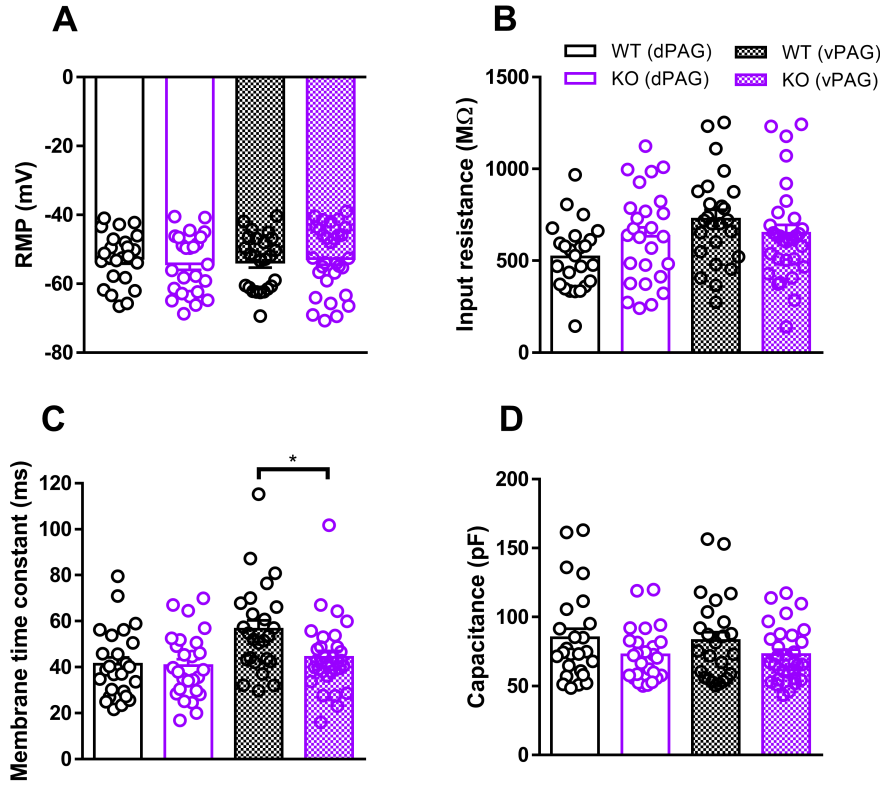 A
RMP (mV)
0
-20
-40
-60
-80
B
WT (dPAG) WT (vPAG)
KO (dPAG) KO (vPAG)
Input resistance (MΩ)
1500
1000
500
0
C
Membrane time constant (ms)
120
100
80
60
40
20
0
*
D
Capacitance (pF)
200
150
100
50
0